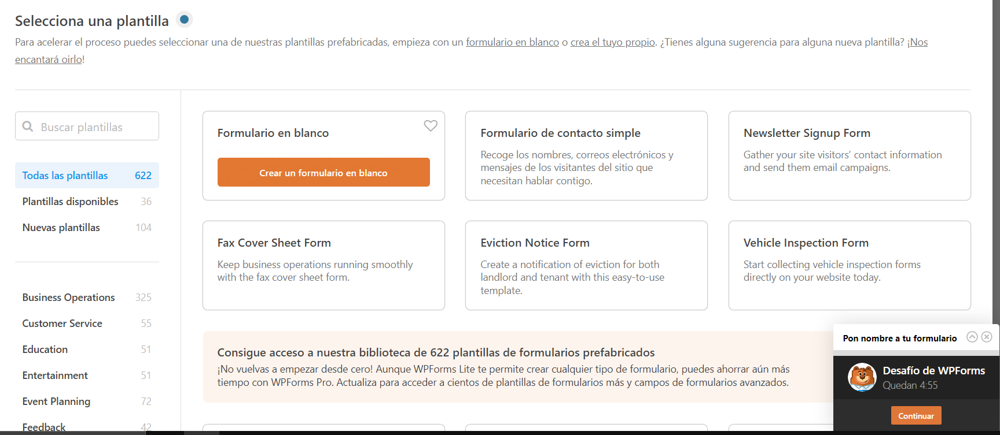 Selecciona una plantilla
Para acelerar el proceso puedes seleccionar una de nuestras plantillas prefabricadas, empieza con un formulario en blanco o crea el tuyo propio. ¿Tienes alguna sugerencia para alguna nueva plantilla? ¡Nos
encantará oirlo!
Buscar plantillas
Todas las plantillas 622
Plantillas disponibles 36
Nuevas plantillas 104
Business Operations 325
Customer Service 55
Education 51
Entertainment 51
Event Planning 72
Feedback 42
Formulario en blanco
Crear un formulario en blanco
Formulario de contacto simple
Recoge los nombres, correos electrónicos y
mensajes de los visitantes del sitio que
necesitan hablar contigo.
Newsletter Signup Form
Gather your site visitors’ contact information
and send them email campaigns.
Fax Cover Sheet Form
Keep business operations running smoothly
with the fax cover sheet form.
Eviction Notice Form
Create a notification of eviction for both
landlord and tenant with this easy-to-use
template.
Vehicle Inspection Form
Start collecting vehicle inspection forms
directly on your website today.
Consigue acceso a nuestra biblioteca de 622 plantillas de formularios prefabricados
¡No vuelvas a empezar desde cero! Aunque WPForms Lite te permite crear cualquier tipo de formulario, puedes ahorrar aún más
tiempo con WPForms Pro. Actualiza para acceder a cientos de plantillas de formularios más y campos de formularios avanzados.
Pon nombre a tu formulario
Desafío de WPForms
Quedan 4:55
Continuar